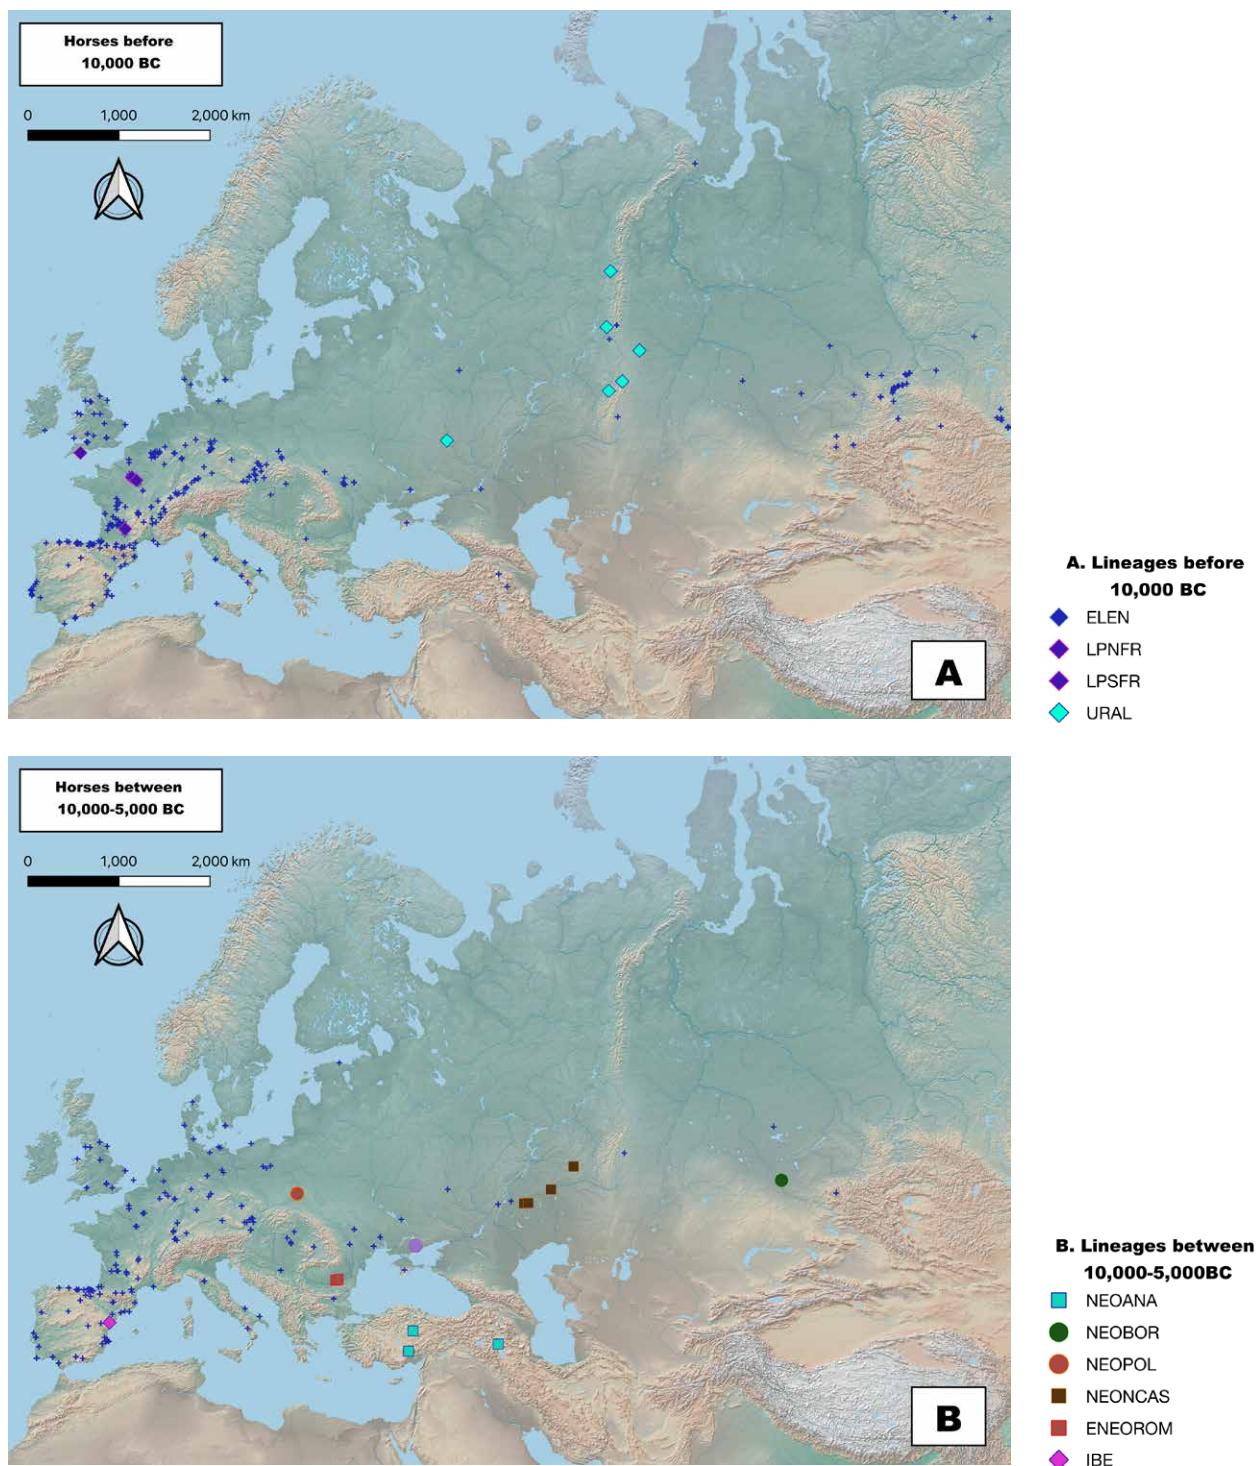 Horses before
10,000 BC
0 1,000 2,000 km
A
A. Lineages before
10,000 BC
ELEN
LPNFR
LPSFR
URAL
Horses between
10,000-5,000 BC
0 1,000 2,000 km
B
B. Lineages between
10,000-5,000BC
NEOANA
NEOBOR
NEOPOL
NEONCAS
ENEOROM
IBE